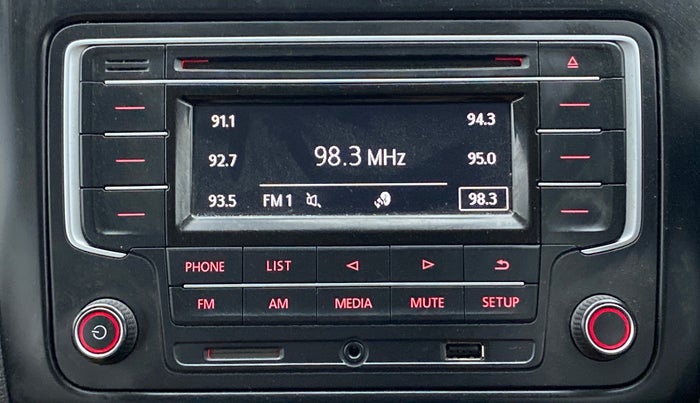 91.1 94.3
92.7 98.3 MHz 95.0
93.5 FM 1 98.3
PHONE LIST
FM AM MEDIA MUTE SETUP